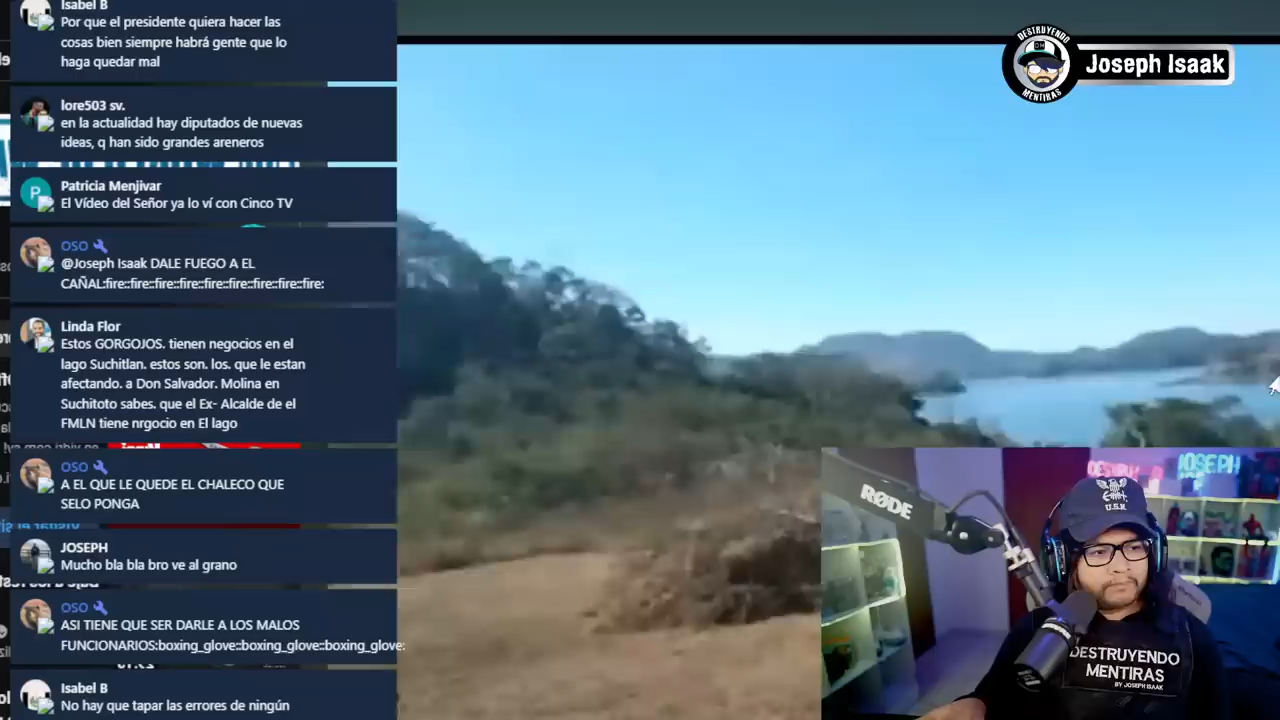 Isabel B
Por que el presidente quiera hacer las
cosas bien siempre habrá gente que lo
haga quedar mal
lore503 sv.
en la actualidad hay diputados de nuevas
ideas, q han sido grandes areneros
P
Patricia Menjivar
El Vídeo del Señor ya lo ví con Cinco TV
OSO
@Joseph Isaak DALE FUEGO A EL
CAÑAL:fire::fire::fire::fire::fire::fire::fire::fire::fire:
Linda Flor
Estos GORGOJOS. tienen negocios en el
lago Suchitlan. estos son. los. que le estan
afectando. a Don Salvador. Molina en
Suchitoto sabes. que el Ex- Alcalde de el
FMLN tiene nrgocio en El lago
OSO
A EL QUE LE QUEDE EL CHALECO QUE
SELO PONGA
JOSEPH
Mucho bla bla bro ve al grano
OSO
ASI TIENE QUE SER DARLE A LOS MALOS
FUNCIONARIOS:boxing_glove::boxing_glove::boxing_glove:
Isabel B
No hay que tapar las errores de ningún
DESTRUYENDO
MENTIRAS
Joseph Isaak
RØDE
JOSEPH
U.S.A
DESTRUYENDO
MENTIRAS
BY JOSEPH ISAAK